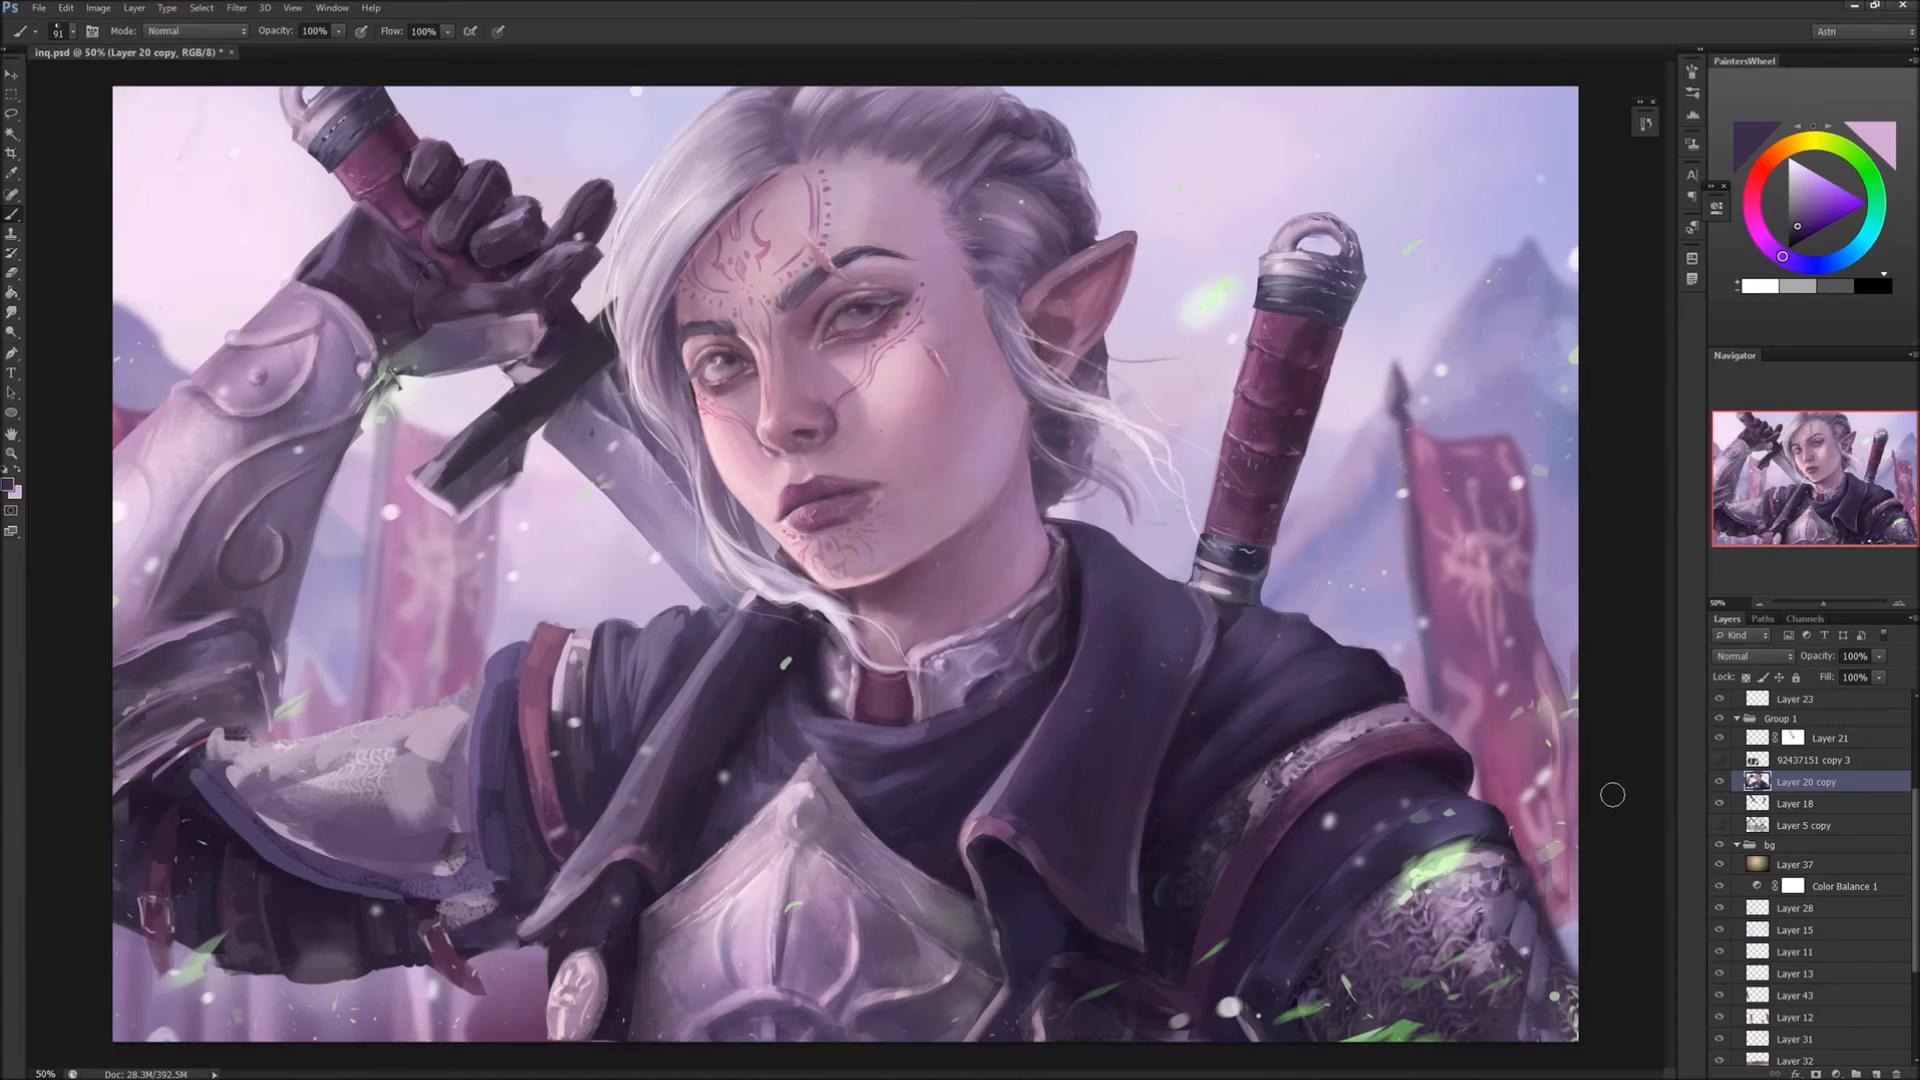 Ps File Edit Image Layer Type Select Filter 3D View Window Help
91 Mode: Normal Opacity: 100% Flow: 100% Astri
inq.psd @ 50% (Layer 20 copy, RGB/8) * ×
PaintersWheel
Navigator
50%
Layers Paths Channels
Kind
Normal Opacity: 100%
Lock: Fill: 100%
Layer 23
Group 1
Layer 21
92437151 copy 3
Layer 20 copy
Layer 18
Layer 5 copy
bg
Layer 37
Color Balance 1
Layer 28
Layer 15
Layer 11
Layer 13
Layer 43
Layer 12
Layer 31
Layer 32
50% Doc: 28.3M/392.5M